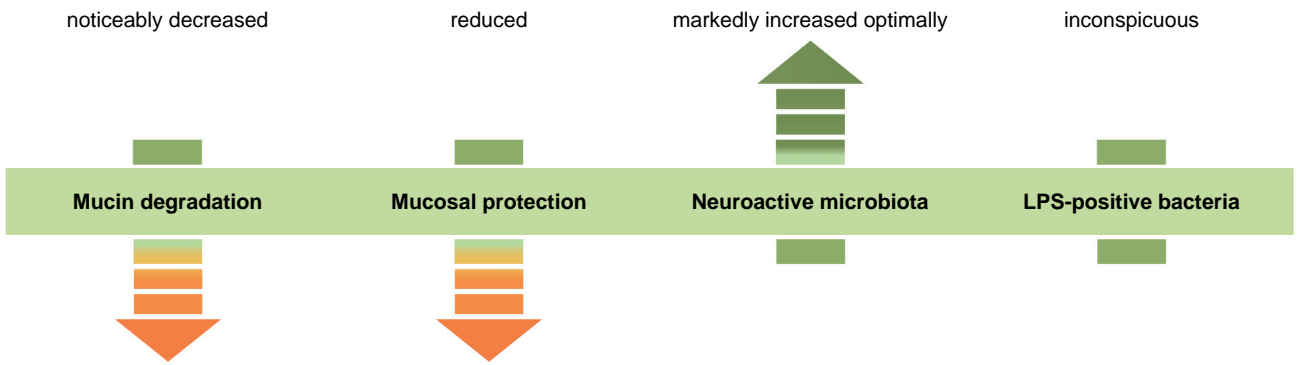 noticeably decreased
reduced
markedly increased optimally
inconspicuous
Mucin degradation
Mucosal protection
Neuroactive microbiota
LPS-positive bacteria